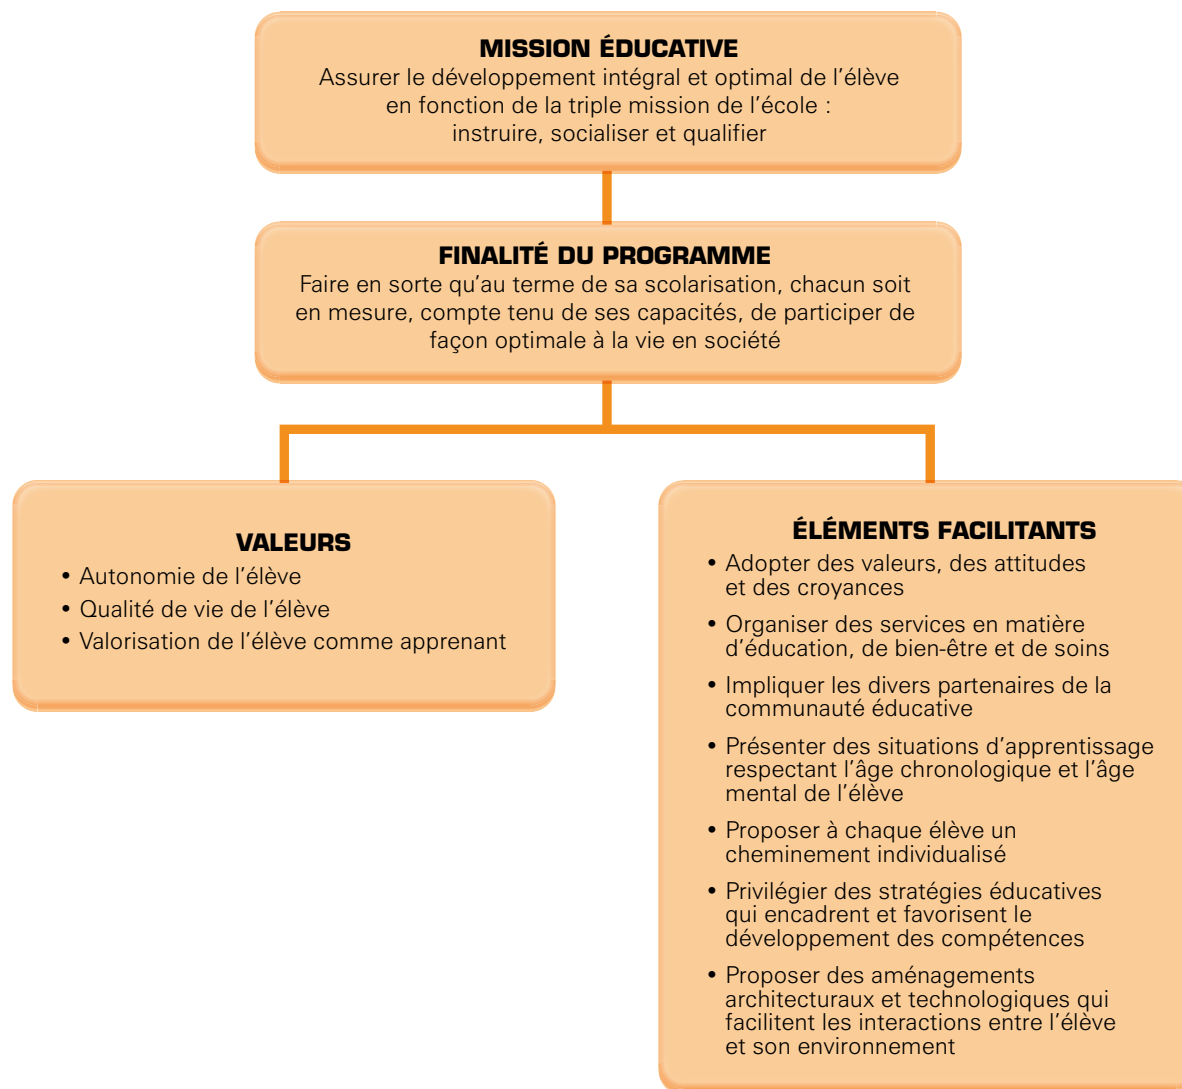 MISSION ÉDUCATIVE
Assurer le développement intégral et optimal de l’élève
en fonction de la triple mission de l’école :
instruire, socialiser et qualifier
FINALITÉ DU PROGRAMME
Faire en sorte qu’au terme de sa scolarisation, chacun soit
en mesure, compte tenu de ses capacités, de participer de
façon optimale à la vie en société
VALEURS
• Autonomie de l’élève
• Qualité de vie de l’élève
• Valorisation de l’élève comme apprenant
ÉLÉMENTS FACILITANTS
• Adopter des valeurs, des attitudes
et des croyances
• Organiser des services en matière
d’éducation, de bien-être et de soins
• Impliquer les divers partenaires de la
communauté éducative
• Présenter des situations d’apprentissage
respectant l’âge chronologique et l’âge
mental de l’élève
• Proposer à chaque élève un
cheminement individualisé
• Privilégier des stratégies éducatives
qui encadrent et favorisent le
développement des compétences
• Proposer des aménagements
architecturaux et technologiques qui
facilitent les interactions entre l’élève
et son environnement